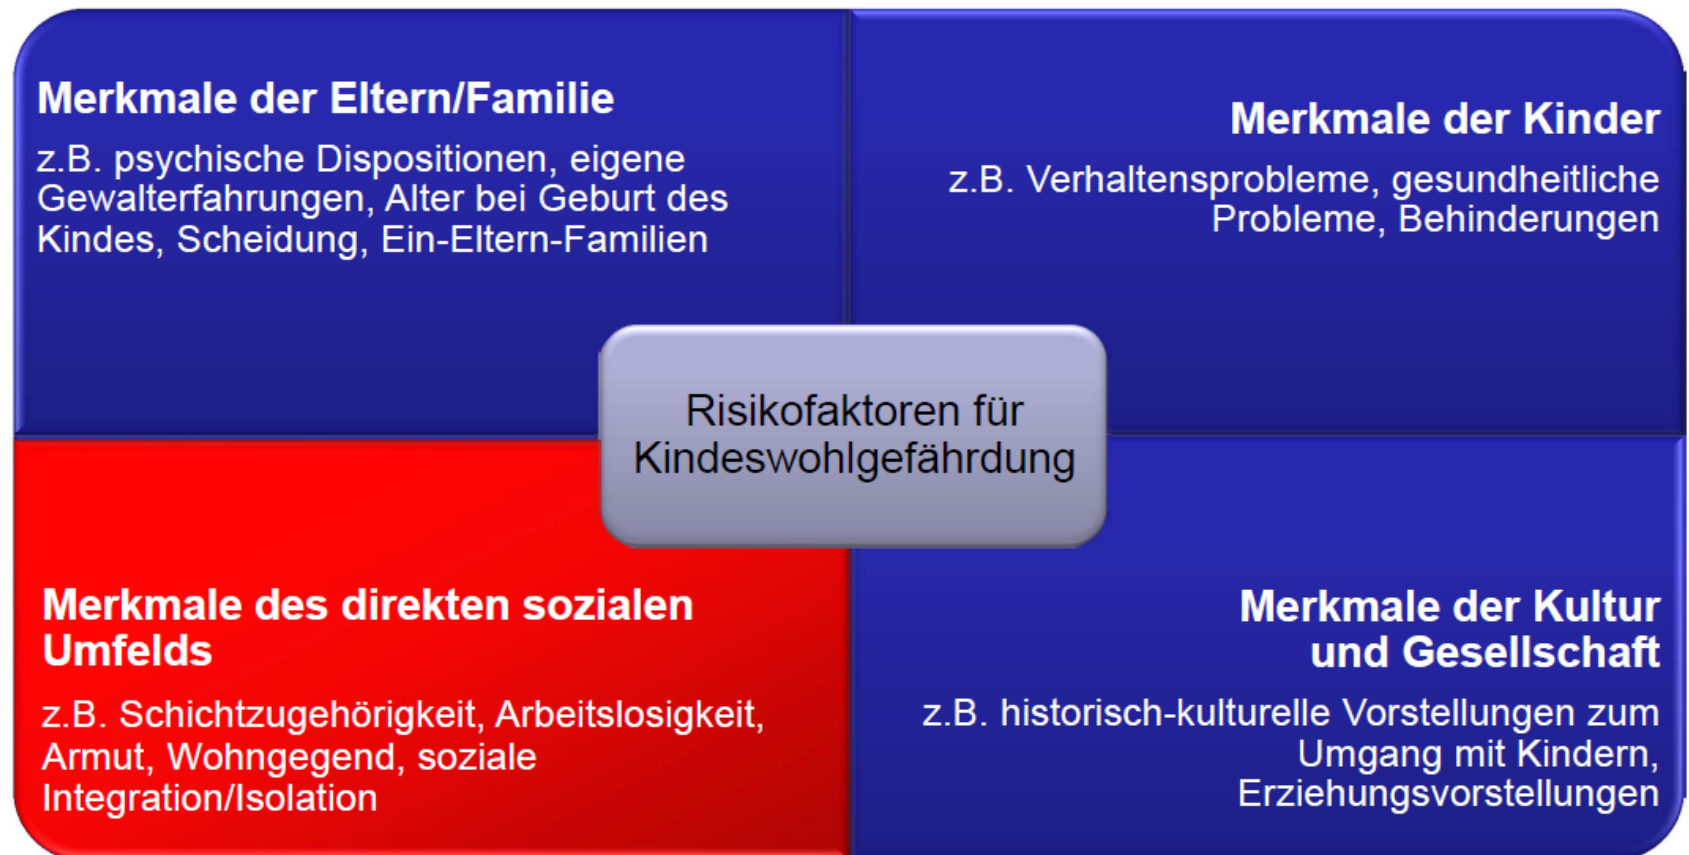 Merkmale der Eltern/Familie
z.B. psychische Dispositionen, eigene
Gewalterfahrungen, Alter bei Geburt des
Kindes, Scheidung, Ein-Eltern-Familien
Merkmale der Kinder
z.B. Verhaltensprobleme, gesundheitliche
Probleme, Behinderungen
Risikofaktoren für
Kindeswohlgefährdung
Merkmale des direkten sozialen
Umfelds
z.B. Schichtzugehörigkeit, Arbeitslosigkeit,
Armut, Wohngegend, soziale
Integration/Isolation
Merkmale der Kultur
und Gesellschaft
z.B. historisch-kulturelle Vorstellungen zum
Umgang mit Kindern,
Erziehungsvorstellungen